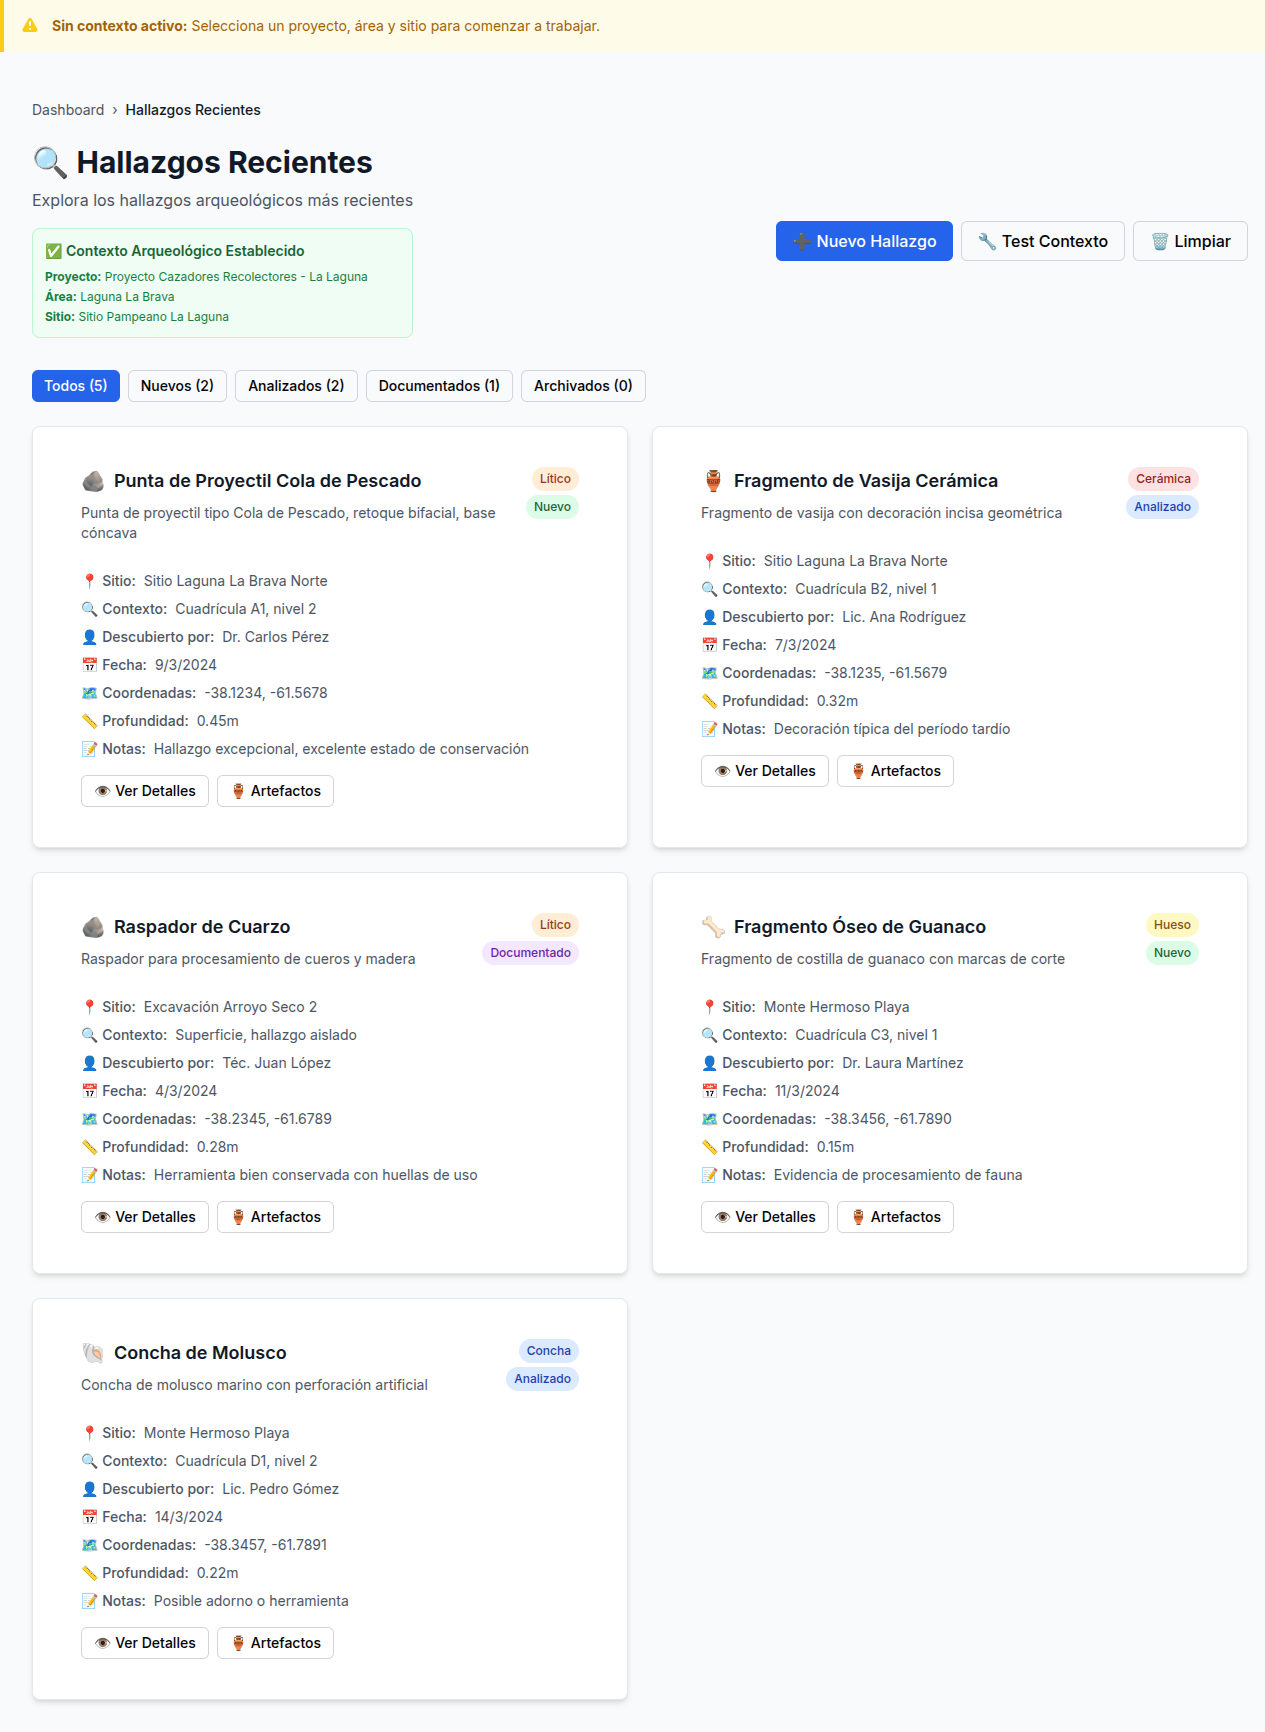 Sin contexto activo: Selecciona un proyecto, área y sitio para comenzar a trabajar.
Dashboard › Hallazgos Recientes
Hallazgos Recientes
Explora los hallazgos arqueológicos más recientes
Contexto Arqueológico Establecido
Proyecto: Proyecto Cazadores Recolectores - La Laguna
Área: Laguna La Brava
Sitio: Sitio Pampeano La Laguna
Nuevo Hallazgo
Test Contexto
Limpiar
Todos (5)
Nuevos (2)
Analizados (2)
Documentados (1)
Archivados (0)
Punta de Proyectil Cola de Pescado
Lítico
Nuevo
Punta de proyectil tipo Cola de Pescado, retoque bifacial, base
cóncava
Sitio: Sitio Laguna La Brava Norte
Contexto: Cuadrícula A1, nivel 2
Descubierto por: Dr. Carlos Pérez
Fecha: 9/3/2024
Coordenadas: -38.1234, -61.5678
Profundidad: 0.45m
Notas: Hallazgo excepcional, excelente estado de conservación
Ver Detalles
Artefactos
Fragmento de Vasija Cerámica
Cerámica
Analizado
Fragmento de vasija con decoración incisa geométrica
Sitio: Sitio Laguna La Brava Norte
Contexto: Cuadrícula B2, nivel 1
Descubierto por: Lic. Ana Rodríguez
Fecha: 7/3/2024
Coordenadas: -38.1235, -61.5679
Profundidad: 0.32m
Notas: Decoración típica del período tardío
Ver Detalles
Artefactos
Raspador de Cuarzo
Lítico
Documentado
Raspador para procesamiento de cueros y madera
Sitio: Excavación Arroyo Seco 2
Contexto: Superficie, hallazgo aislado
Descubierto por: Téc. Juan López
Fecha: 4/3/2024
Coordenadas: -38.2345, -61.6789
Profundidad: 0.28m
Notas: Herramienta bien conservada con huellas de uso
Ver Detalles
Artefactos
Fragmento Óseo de Guanaco
Hueso
Nuevo
Fragmento de costilla de guanaco con marcas de corte
Sitio: Monte Hermoso Playa
Contexto: Cuadrícula C3, nivel 1
Descubierto por: Dr. Laura Martínez
Fecha: 11/3/2024
Coordenadas: -38.3456, -61.7890
Profundidad: 0.15m
Notas: Evidencia de procesamiento de fauna
Ver Detalles
Artefactos
Concha de Molusco
Concha
Analizado
Concha de molusco marino con perforación artificial
Sitio: Monte Hermoso Playa
Contexto: Cuadrícula D1, nivel 2
Descubierto por: Lic. Pedro Gómez
Fecha: 14/3/2024
Coordenadas: -38.3457, -61.7891
Profundidad: 0.22m
Notas: Posible adorno o herramienta
Ver Detalles
Artefactos